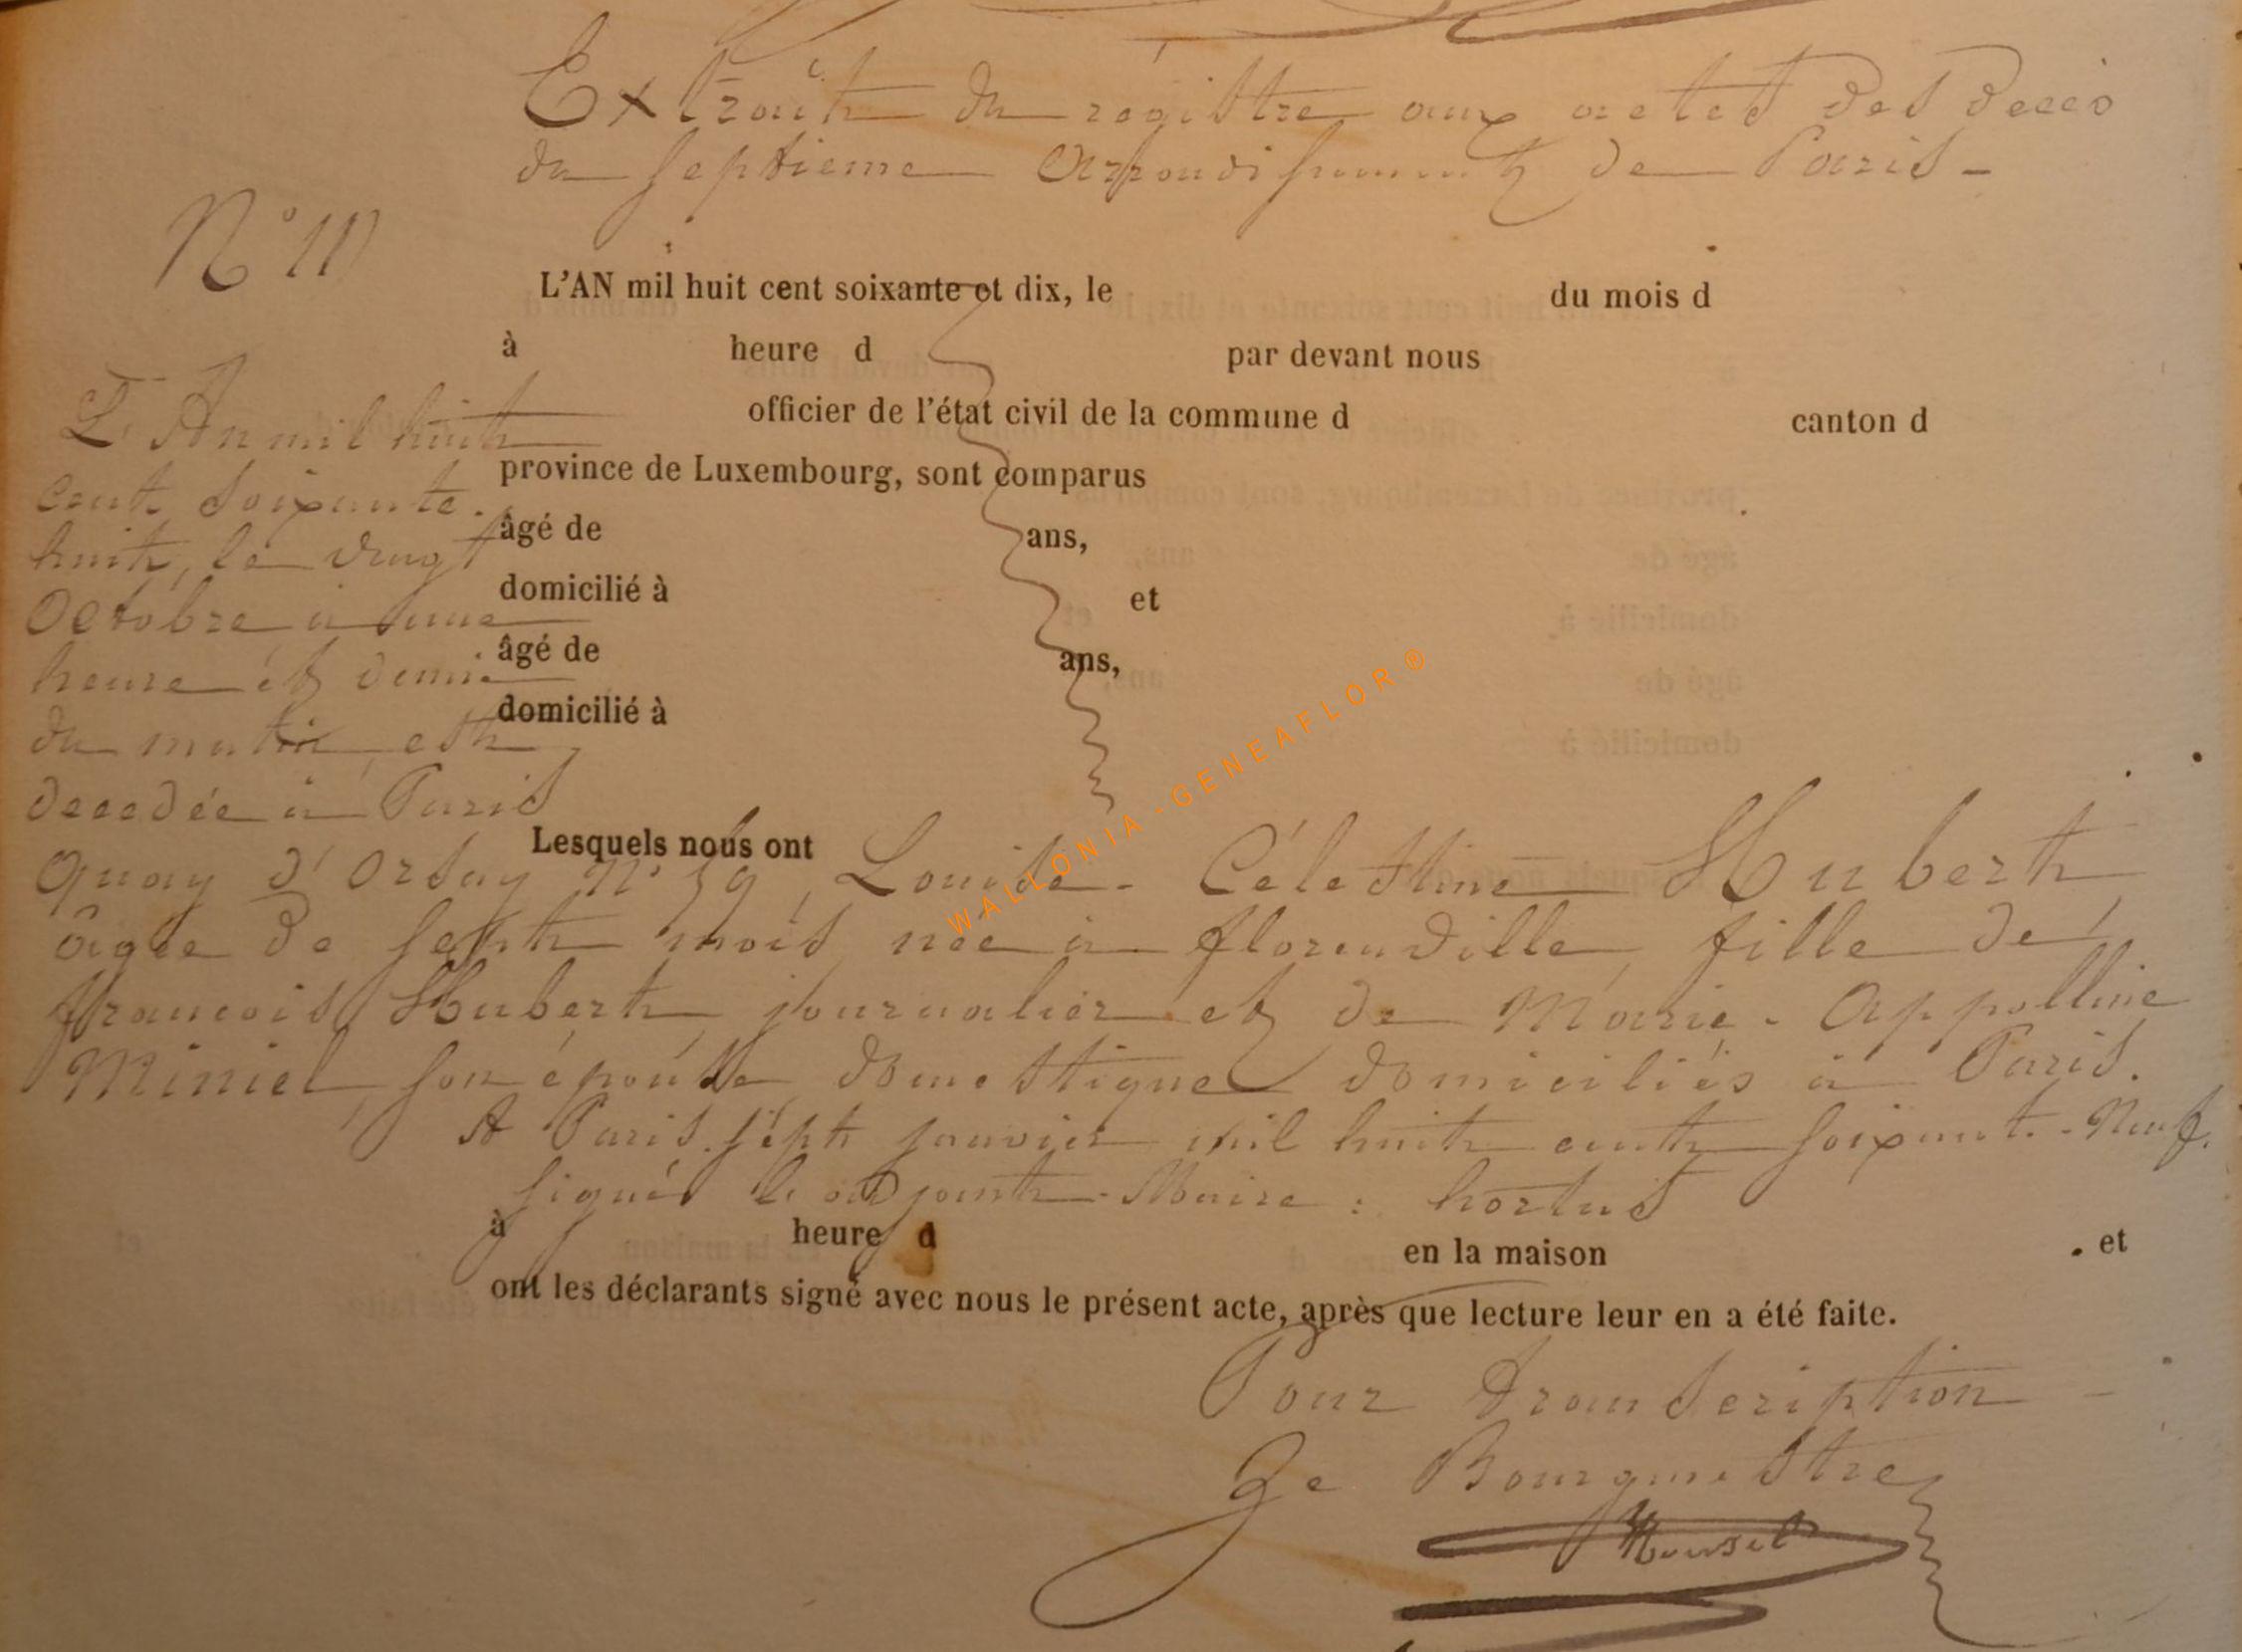 Extrait du régistre aux actes des décès
du septieme Arrondissement de Paris -
N° 11
L'AN mil huit cent soixante et dix, le du mois d
à heure d par devant nous
officier de l'état civil de la commune d canton d
province de Luxembourg, sont comparus
âgé de ans,
domicilié à et
âgé de ans,
domicilié à
L'An mil huit
cent soixante-
huit, le vingt
Octobre à une
heure et demie
du matin, est
decedée à Paris
Lesquels nous ont
quay d'Orsay N° 59, Louise-Célestine Hubert
âgée de sept mois née à florenville, fille de
françois Hubert, journalier et de Marie-Appolline
Miniel, son épouse domestique domiciliés à Paris.
A Paris, sept janvier mil huit cent soixante-Neuf.
signé le adjoint-Maire : hortus
à heure d en la maison et
ont les déclarants signé avec nous le présent acte, après que lecture leur en a été faite.
Pour transcription
Le Bourgmestre
WALLONIA - GENEAFLOR ®